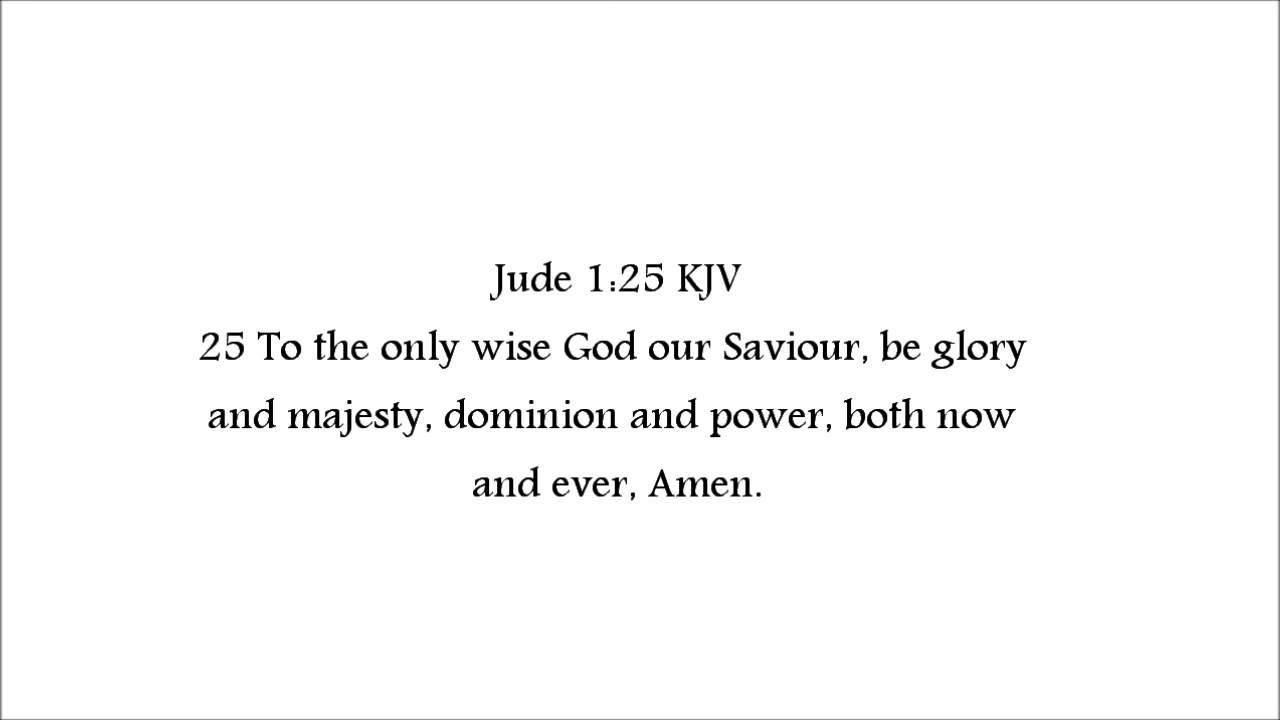 Jude 1:25 KJV
25 To the only wise God our Saviour, be glory
and majesty, dominion and power, both now
and ever, Amen.